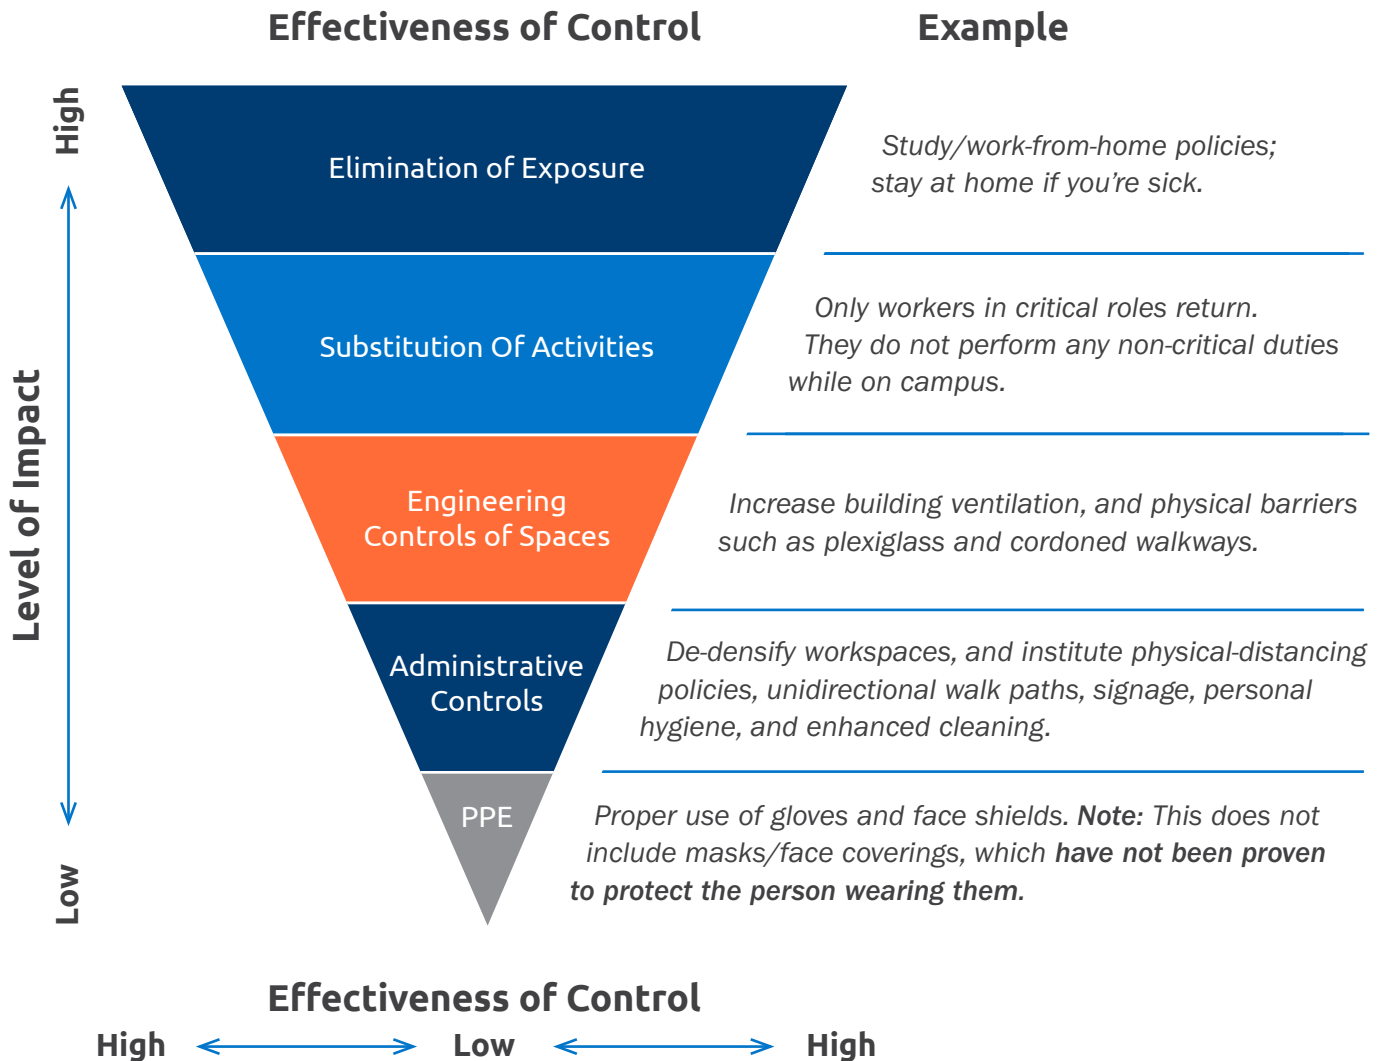 Effectiveness of Control
Example
High
Level of Impact
Low
Elimination of Exposure
Study/work-from-home policies;
stay at home if you’re sick.
Substitution Of Activities
Only workers in critical roles return.
They do not perform any non-critical duties
while on campus.
Engineering
Controls of Spaces
Increase building ventilation, and physical barriers
such as plexiglass and cordoned walkways.
Administrative
Controls
De-densify workspaces, and institute physical-distancing
policies, unidirectional walk paths, signage, personal
hygiene, and enhanced cleaning.
PPE
Proper use of gloves and face shields. Note: This does not
include masks/face coverings, which have not been proven
to protect the person wearing them.
Effectiveness of Control
High
Low
High